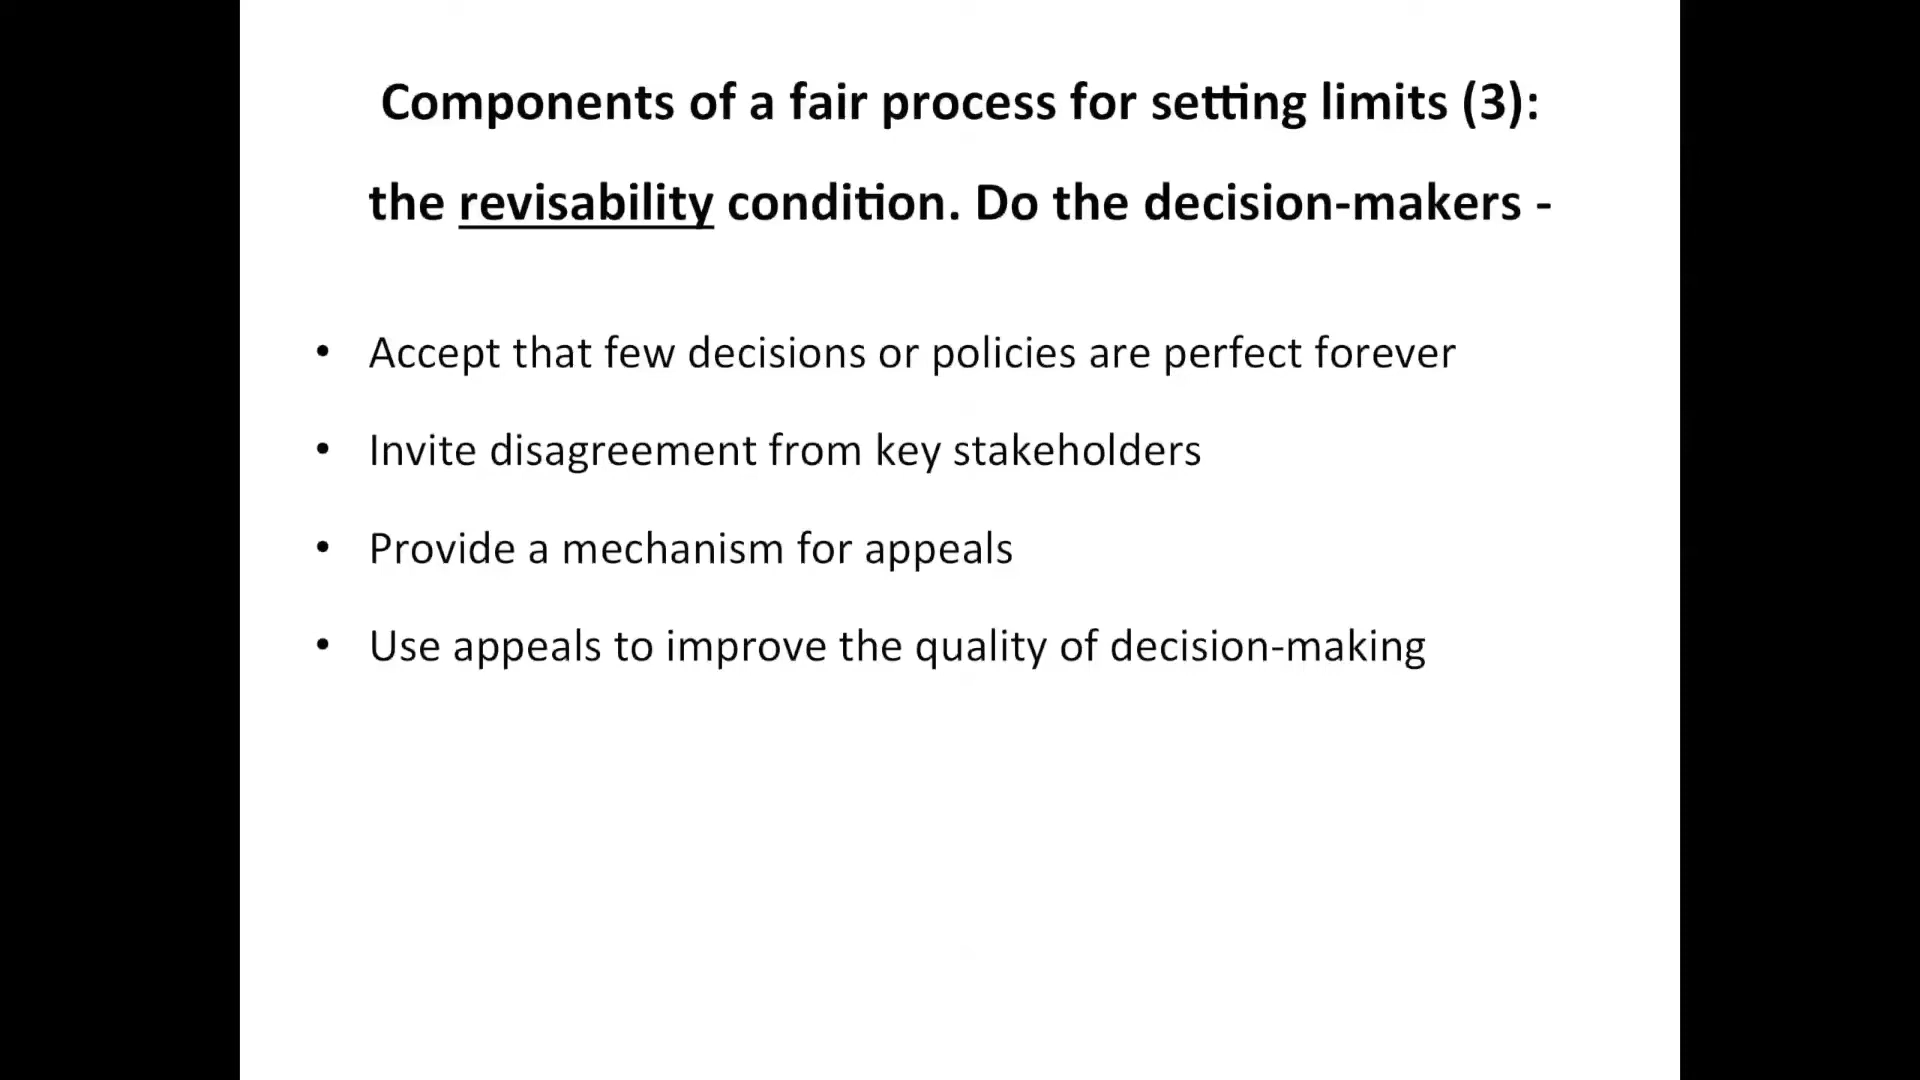 Components of a fair process for setting limits (3):
the revisability condition. Do the decision-makers -
• Accept that few decisions or policies are perfect forever
• Invite disagreement from key stakeholders
• Provide a mechanism for appeals
• Use appeals to improve the quality of decision-making